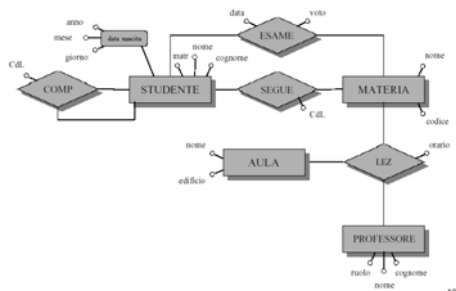 data
voto
anno
data nascita
ESAME
mese
nome
giorno
matr
cognome
nome
CdL
COMP
STUDENTE
SEGUE
MATERIA
CdL
codice
nome
AULA
orario
edificio
LEZ
PROFESSORE
ruolo
cognome
nome